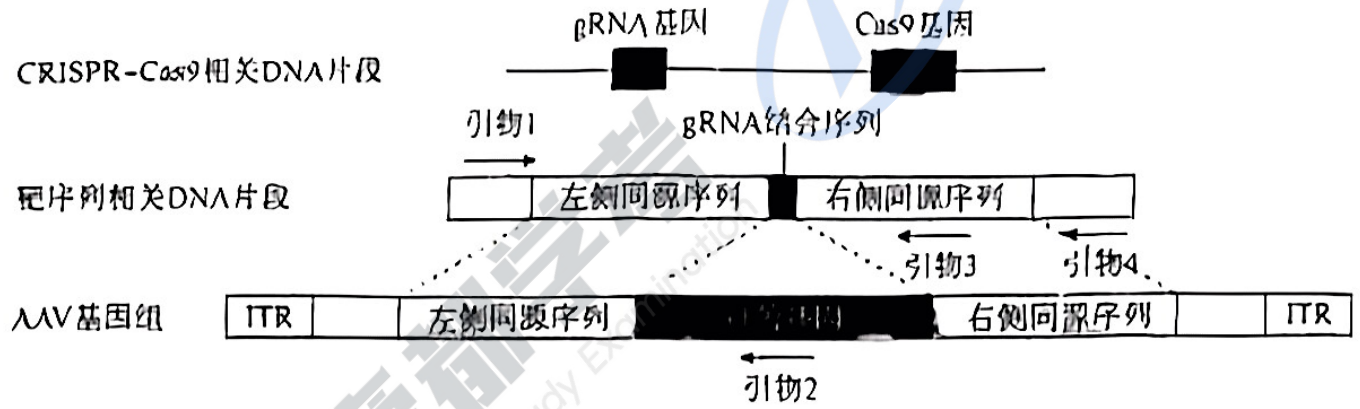 gRNA基因 Cas9基因
CRISPR-Cas9相关DNA片段
引物1 gRNA结合序列
靶序列相关DNA片段 左侧同源序列 右侧同源序列
引物3 引物4
AAV基因组 ITR 左侧同源序列 右侧同源序列 ITR
引物2